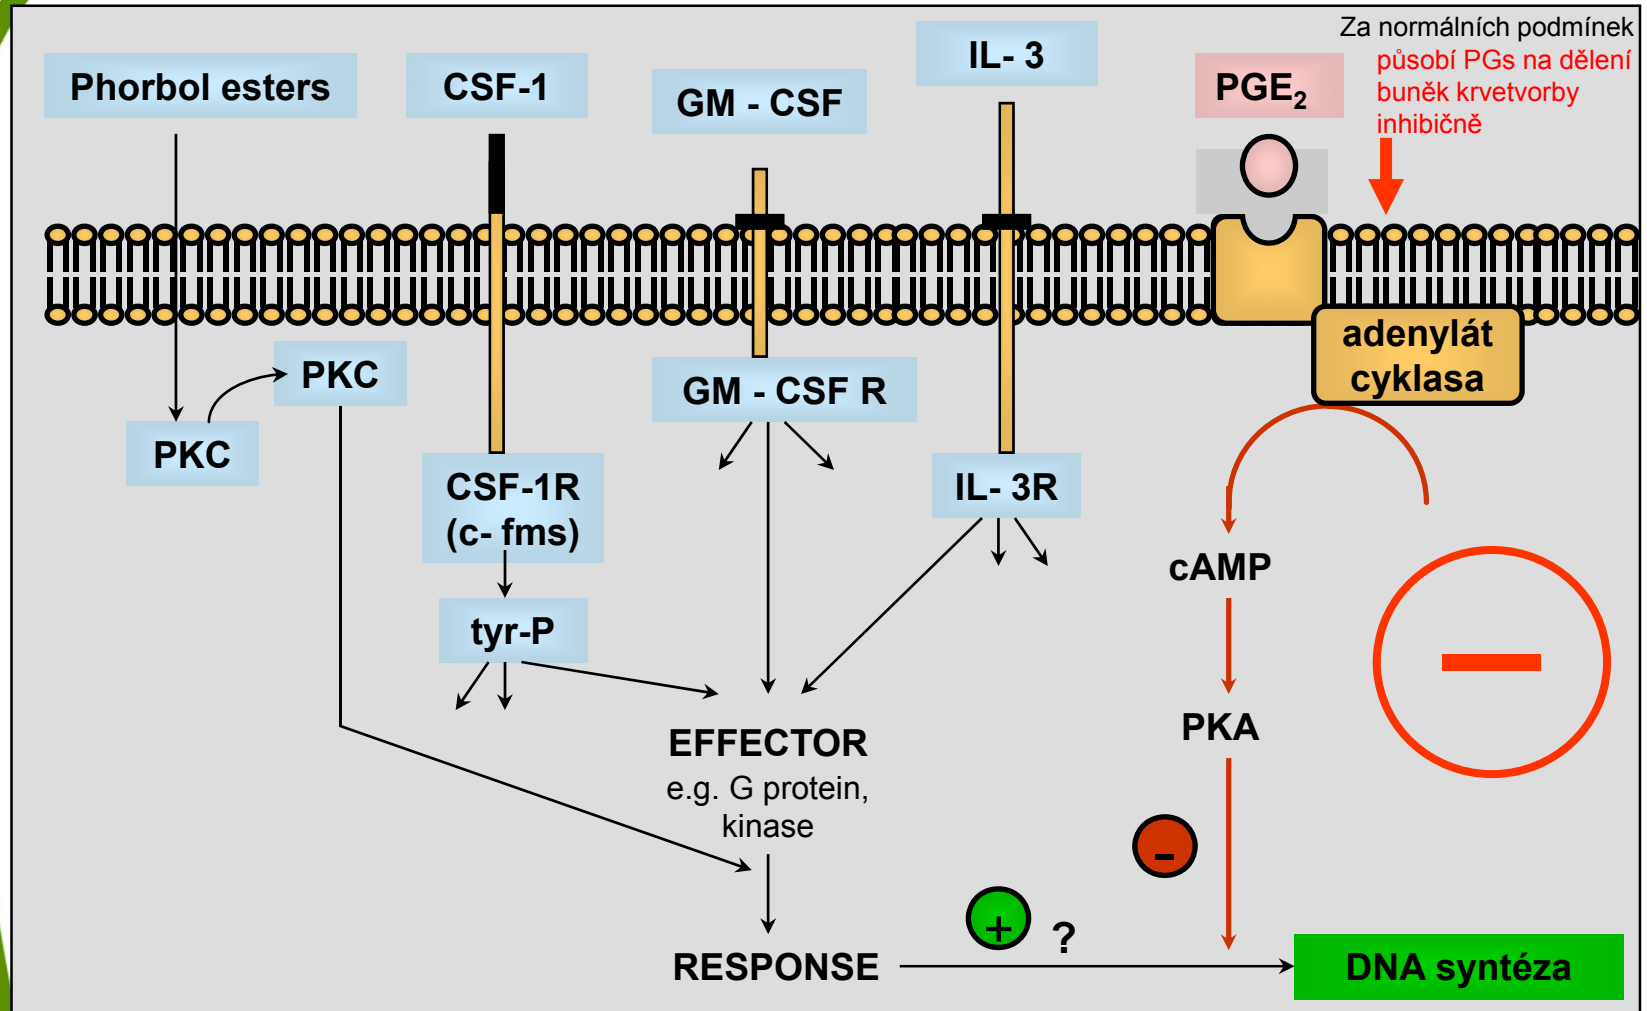 Za normálních podmínek
působí PGs na dělení
buněk krvetvorby
inhibičně
Phorbol esters
CSF-1
GM - CSF
IL- 3
PGE₂
adenylát
cyklasa
PKC
PKC
GM - CSF R
CSF-1R
(c- fms)
IL- 3R
tyr-P
cAMP
PKA
EFFECTOR
e.g. G protein,
kinase
-
+
?
RESPONSE
DNA syntéza